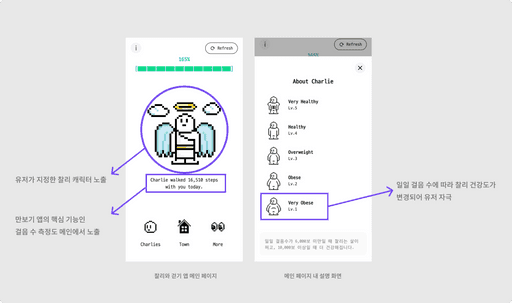 Refresh
165%
Charlie walked 16,510 steps
with you today.
Charlies
Town
More
찰리와 걷기 앱 메인 페이지
유저가 지정한 찰리 캐릭터 노출
만보기 앱의 핵심 기능인
걸음 수 측정도 메인에서 노출
Refresh
About Charlie
Very Healthy
Lv.5
Healthy
Lv.4
Overweight
Lv.3
Obese
Lv.2
Very Obese
Lv.1
일일 걸음수가 4,000보 미만일 때 찰리는 살이
찌고, 10,000보 이상일 때 더 건강해집니다.
메인 페이지 내 설명 화면
일일 걸음 수에 따라 찰리 건강도가
변경되어 유저 자극